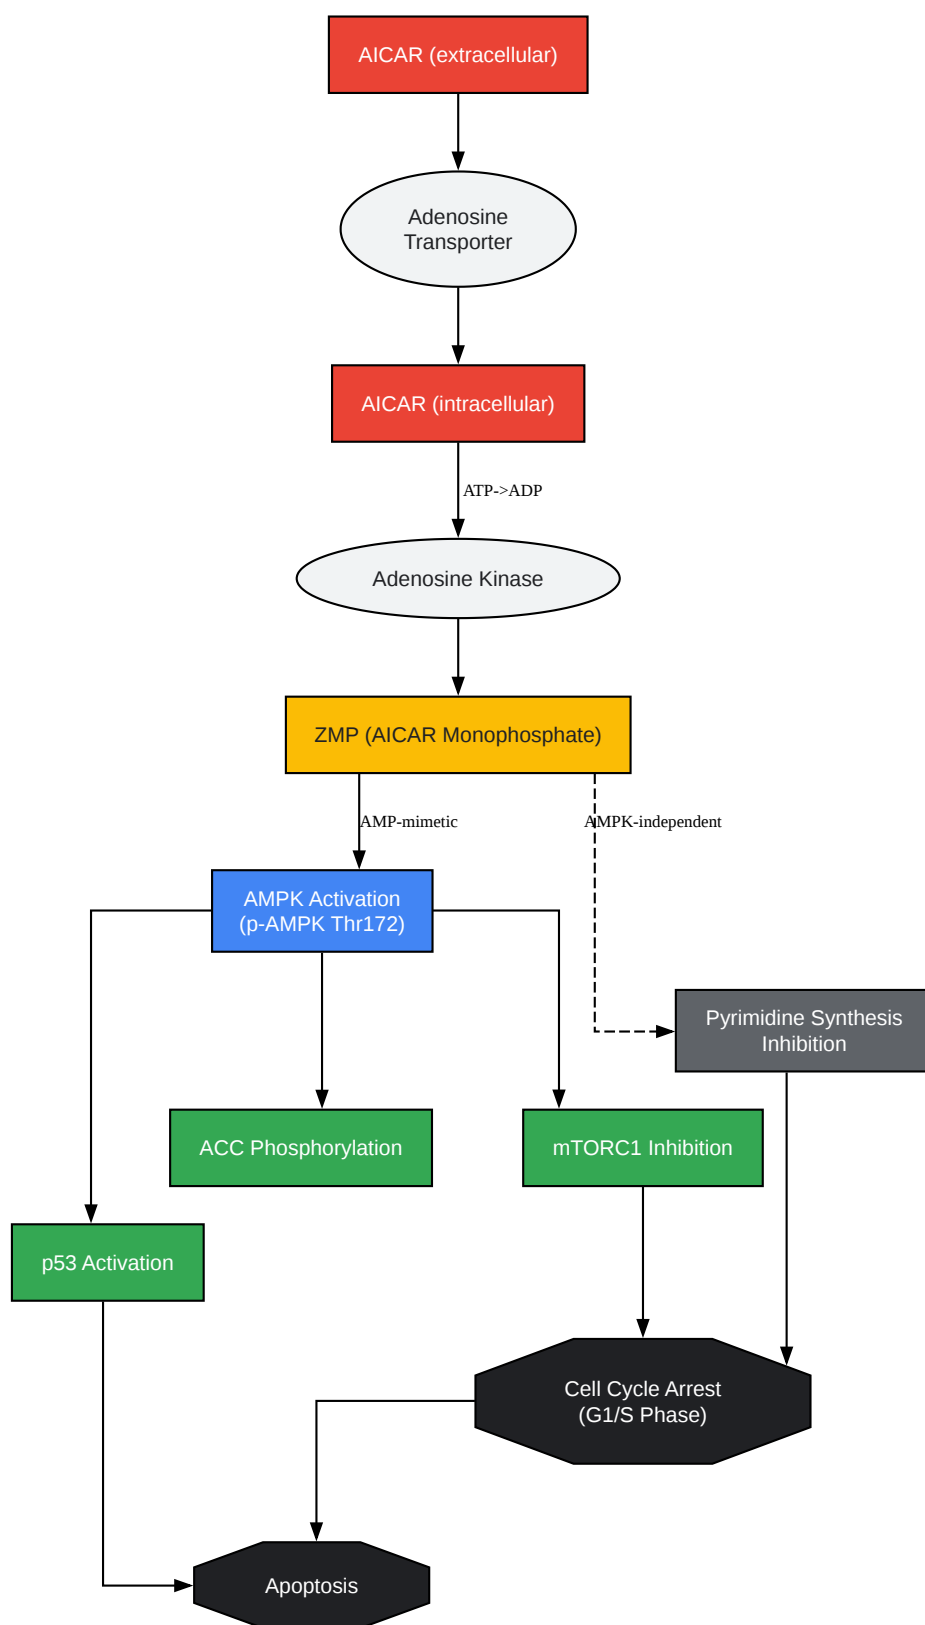 AICAR (extracellular)
Adenosine
Transporter
AICAR (intracellular)
ATP->ADP
Adenosine Kinase
ZMP (AICAR Monophosphate)
AMP-mimetic
AMPK-independent
AMPK Activation
(p-AMPK Thr172)
Pyrimidine Synthesis
Inhibition
ACC Phosphorylation
mTORC1 Inhibition
p53 Activation
Cell Cycle Arrest
(G1/S Phase)
Apoptosis